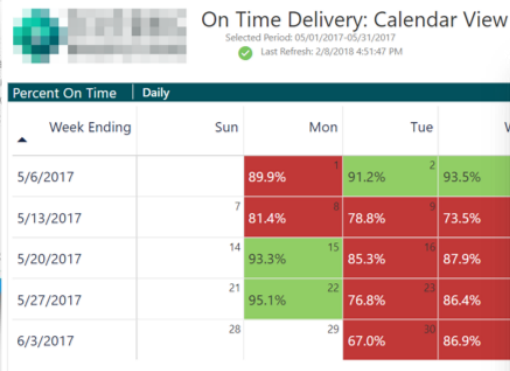 On Time Delivery: Calendar View
Selected Period: 05/01/2017-05/31/2017
Last Refresh: 2/8/2018 4:51:47 PM
Percent On Time | Daily
Week Ending Sun Mon Tue
5/6/2017 89.9% 1 91.2% 2 93.5%
5/13/2017 7 81.4% 8 78.8% 9 73.5%
5/20/2017 14 93.3% 15 85.3% 16 87.9%
5/27/2017 21 95.1% 22 76.8% 23 86.4%
6/3/2017 28 29 67.0% 30 86.9%